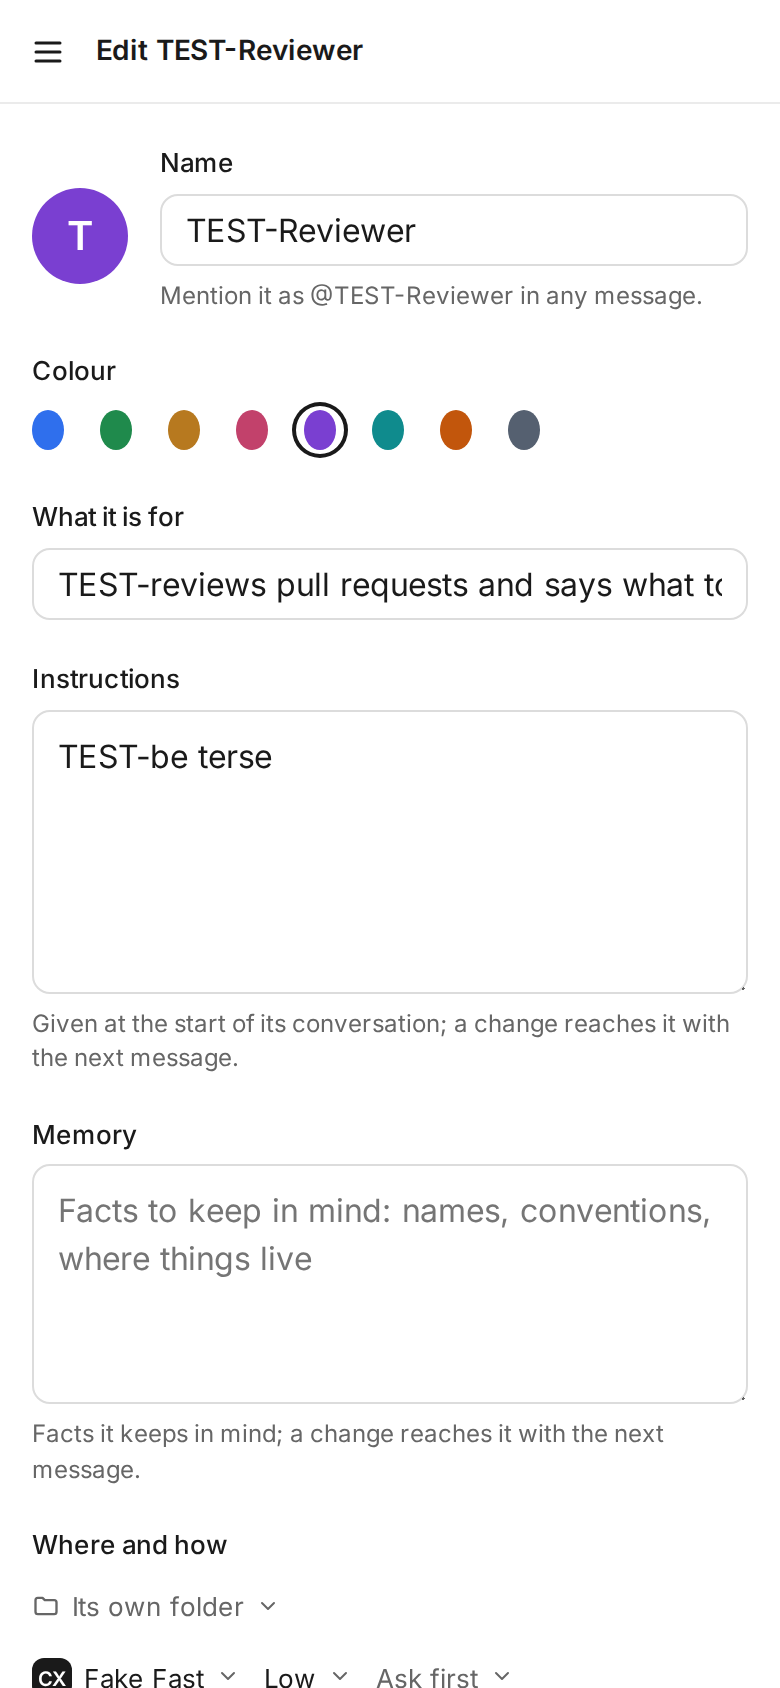 Edit TEST-Reviewer
Name
T
TEST-Reviewer
Mention it as @TEST-Reviewer in any message.
Colour
What it is for
TEST-reviews pull requests and says what to
Instructions
TEST-be terse
Given at the start of its conversation; a change reaches it with
the next message.
Memory
Facts to keep in mind: names, conventions,
where things live
Facts it keeps in mind; a change reaches it with the next
message.
Where and how
Its own folder
CX Fake Fast Low Ask first